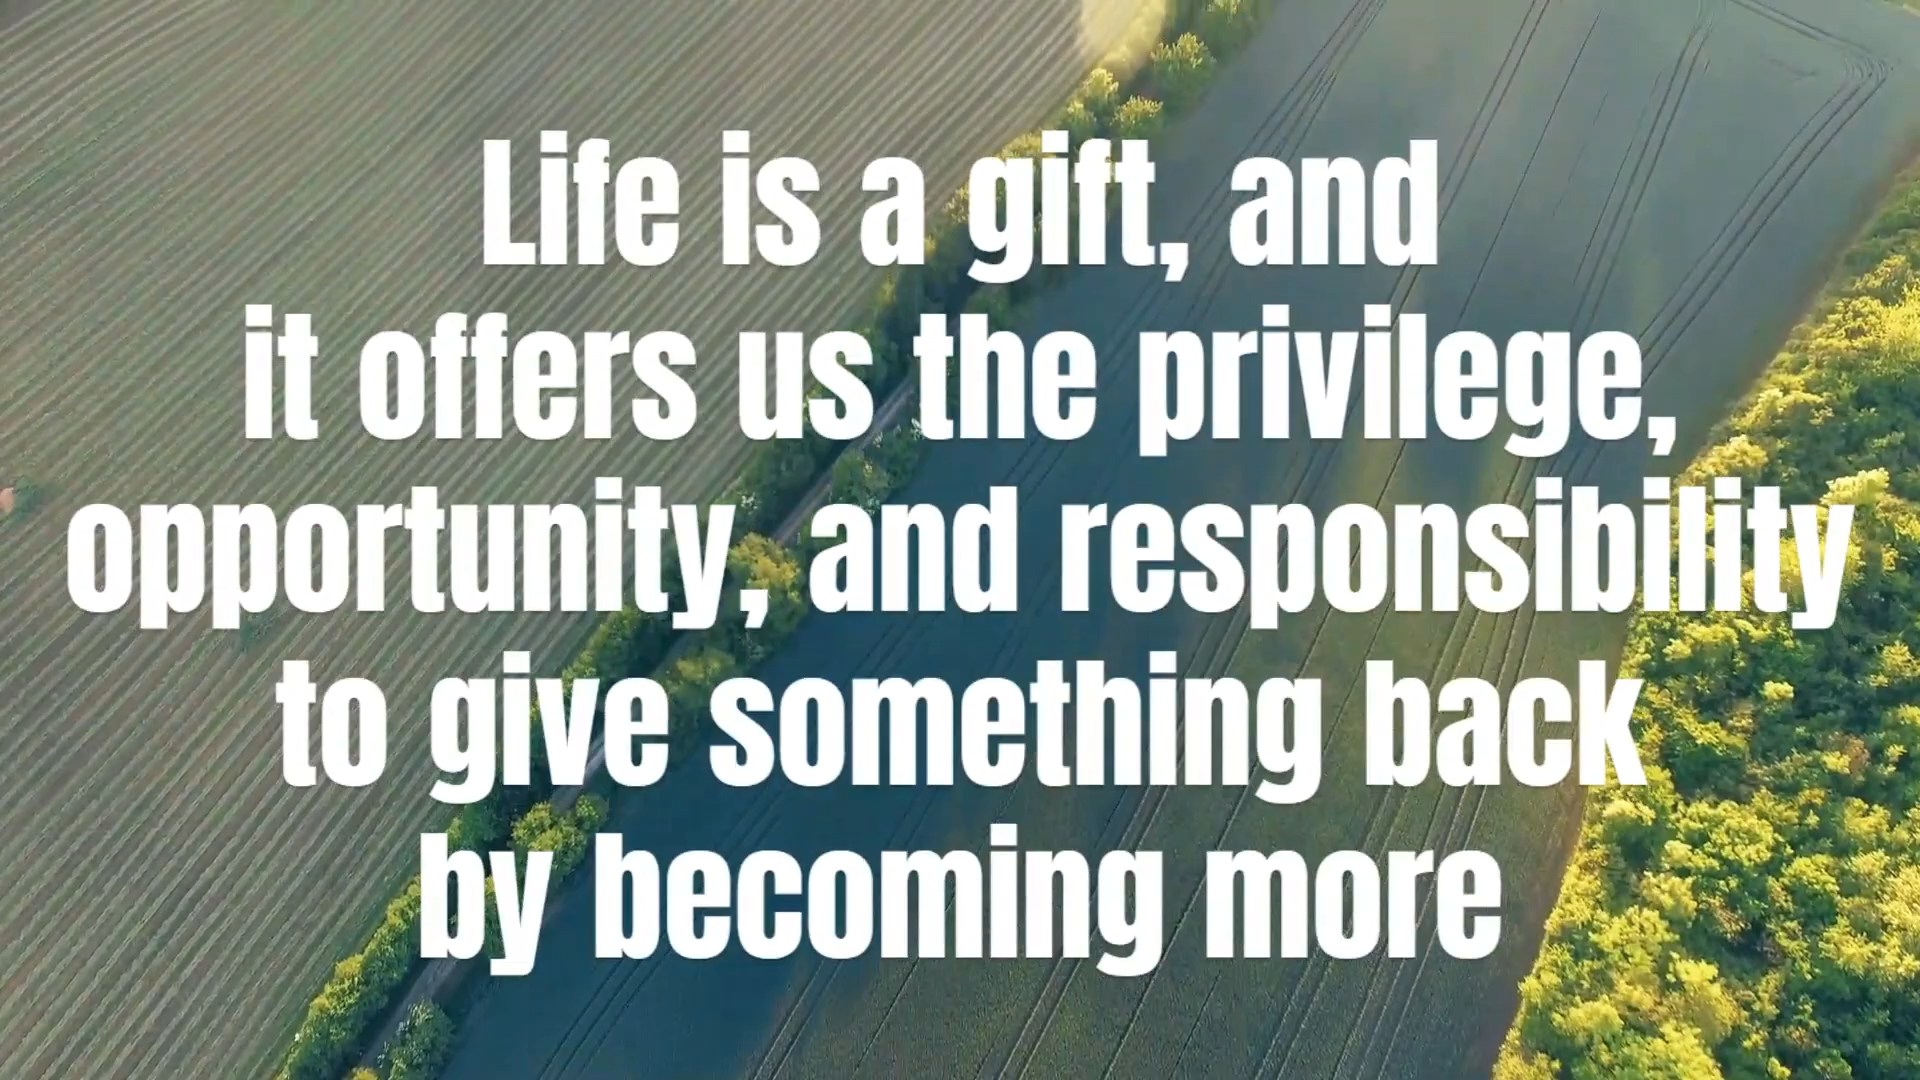 Life is a gift, and
it offers us the privilege,
opportunity, and responsibility
to give something back
by becoming more